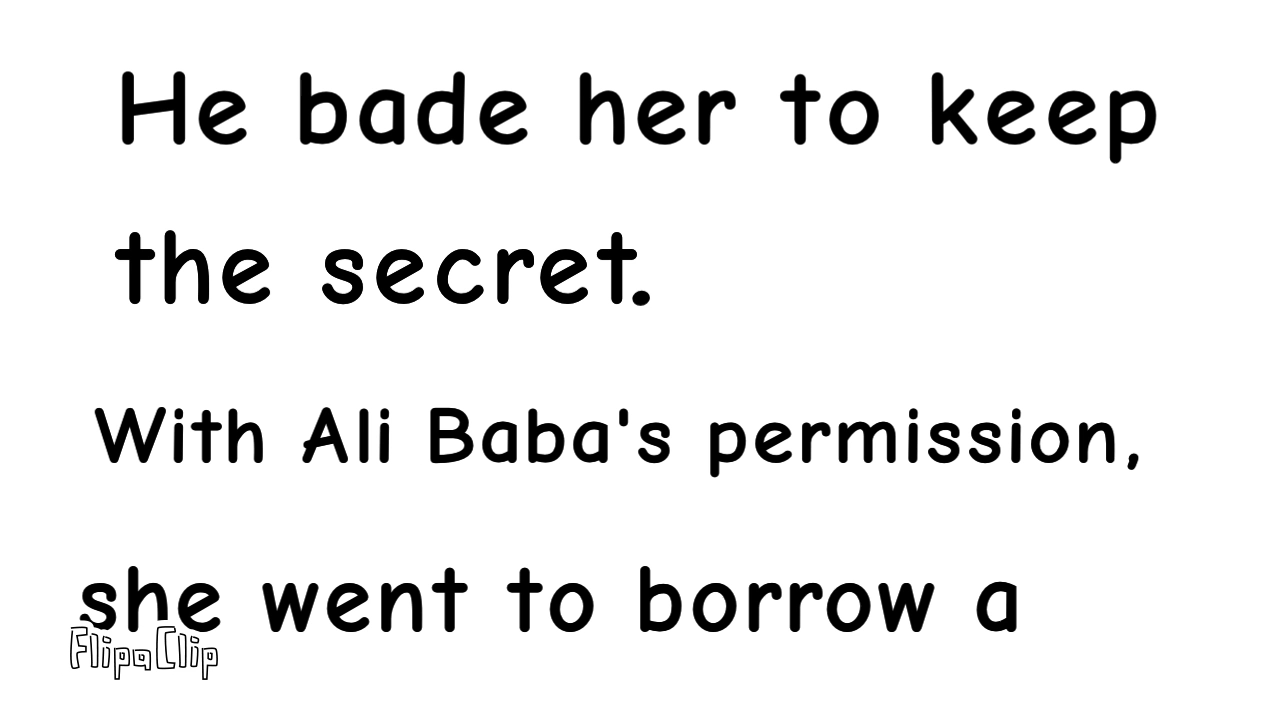 He bade her to keep
the secret.
With Ali Baba's permission,
she went to borrow a
FlipaClip